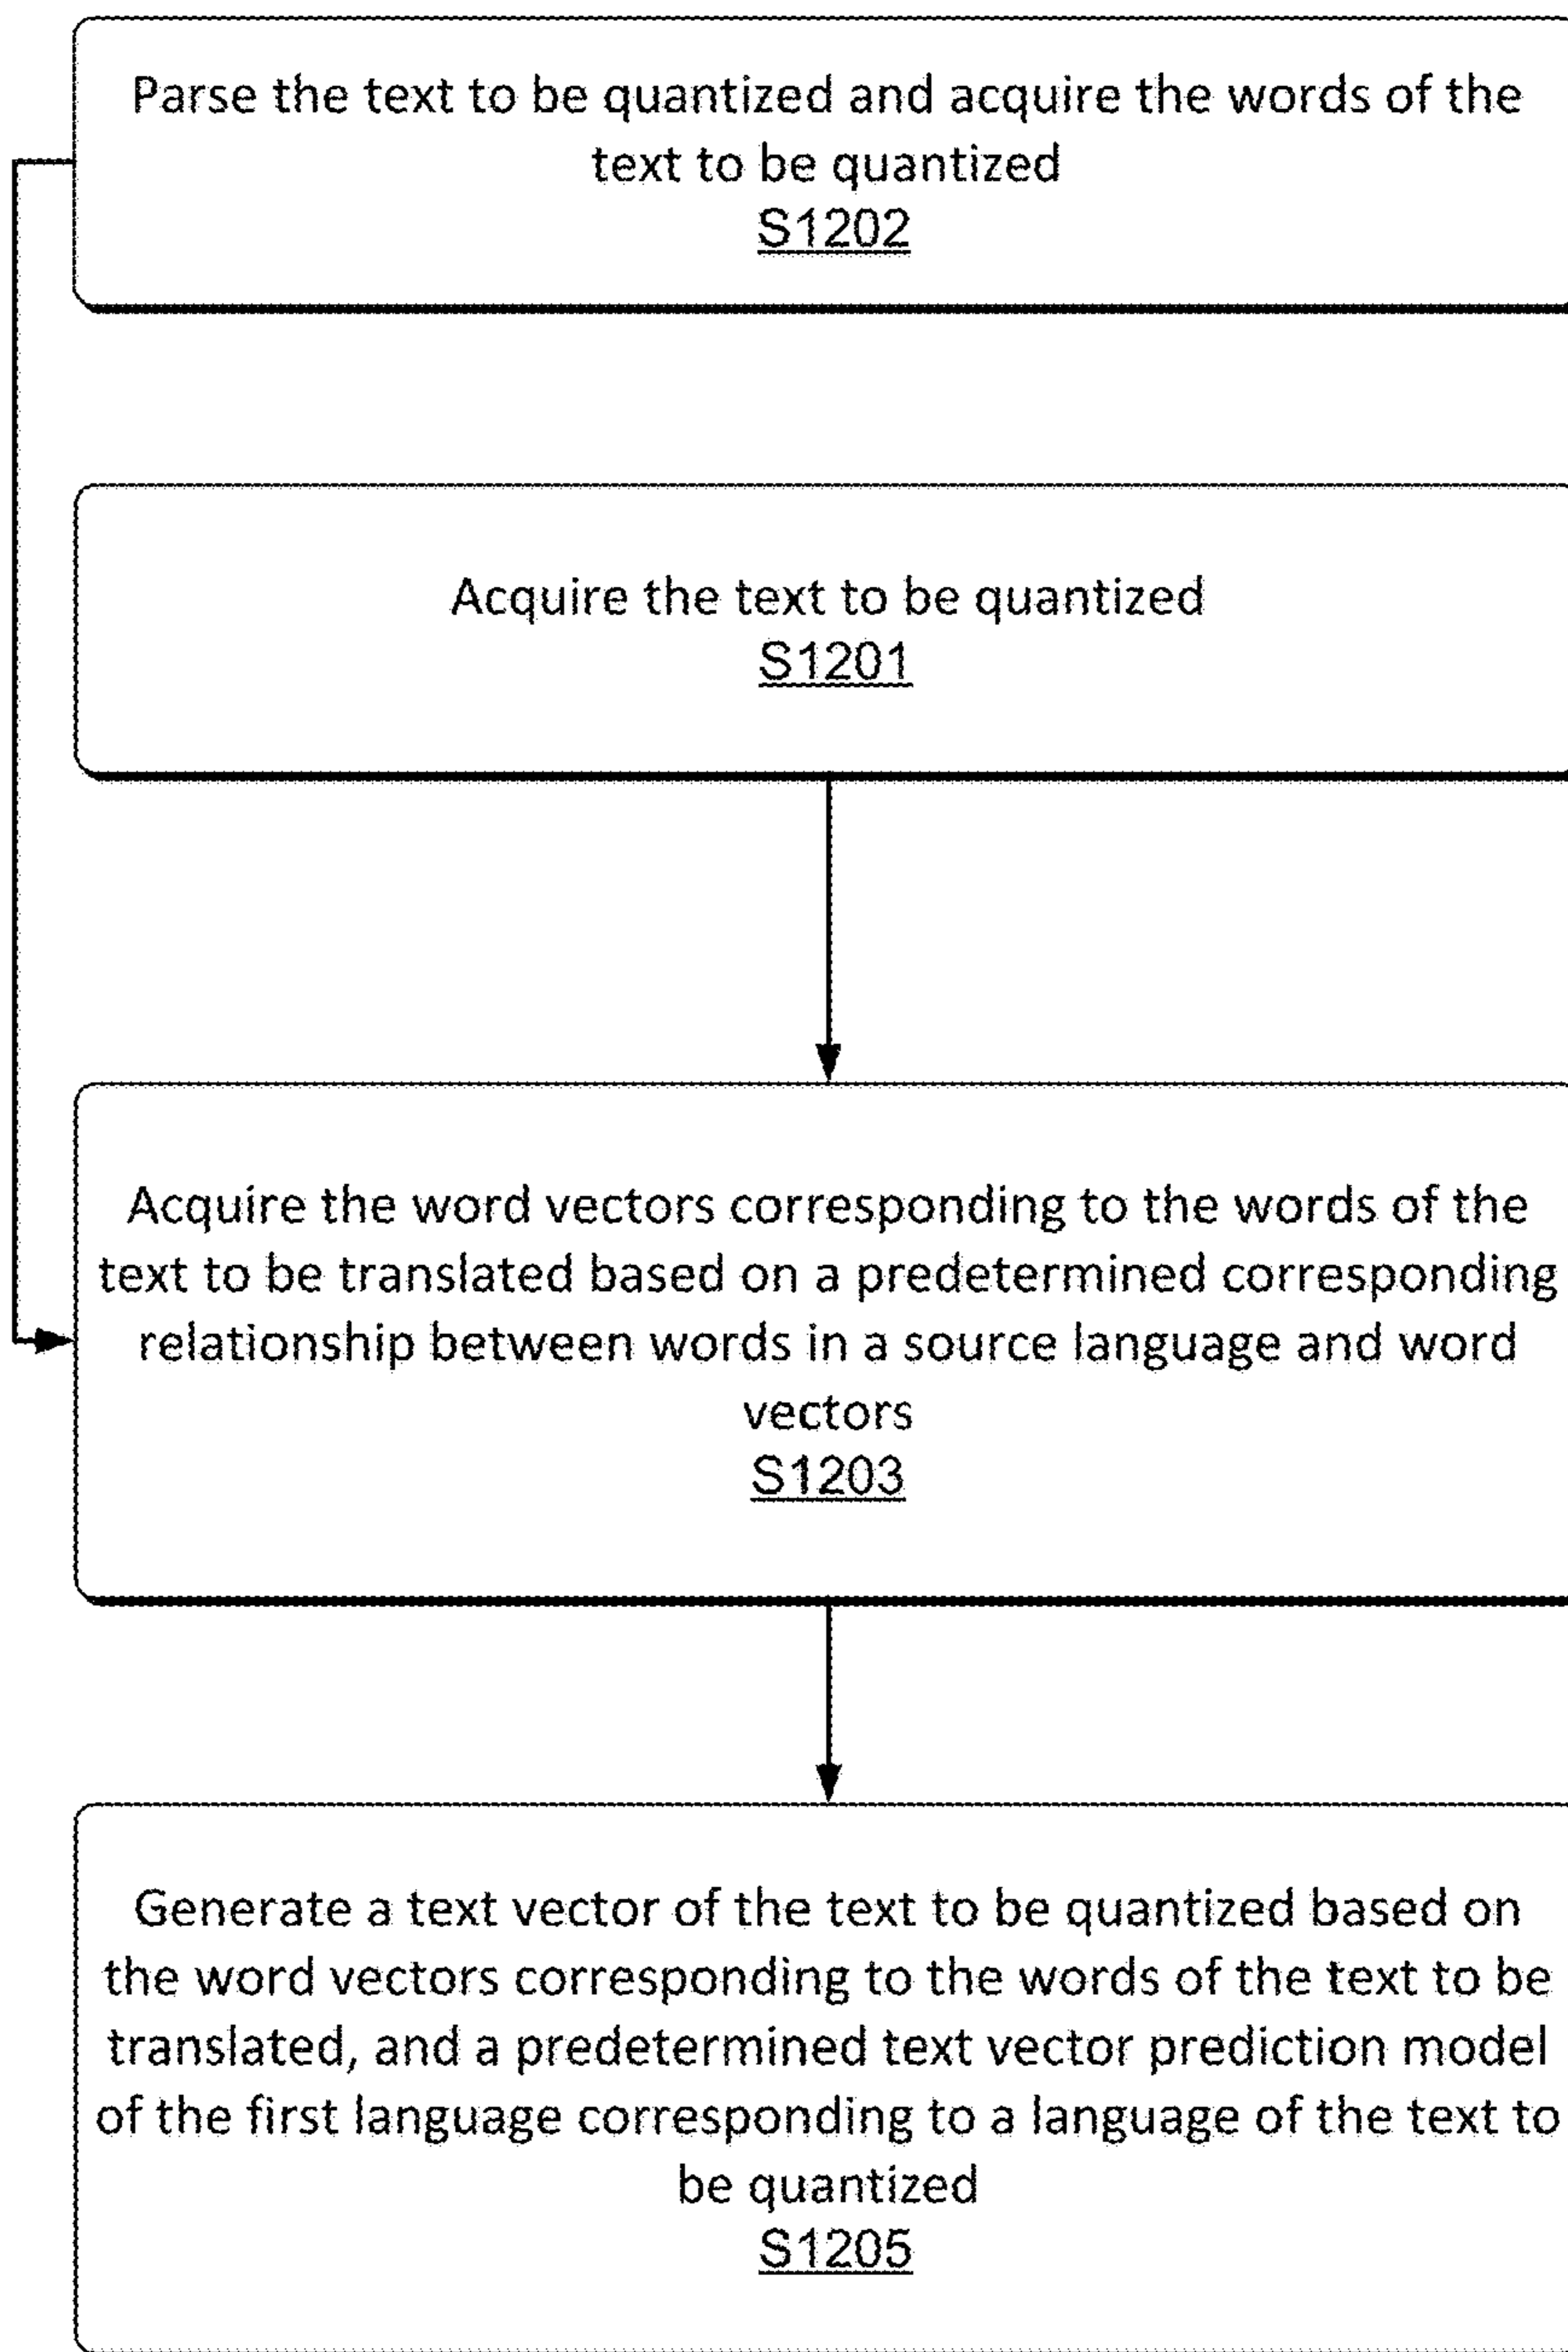 Parse the text to be quantized and acquire the words of the
text to be quantized
S1202
Acquire the text to be quantized
S1201
Acquire the word vectors corresponding to the words of the
text to be translated based on a predetermined corresponding
relationship between words in a source language and word
vectors
S1203
Generate a text vector of the text to be quantized based on
the word vectors corresponding to the words of the text to be
translated, and a predetermined text vector prediction model
of the first language corresponding to a language of the text to
be quantized
S1205